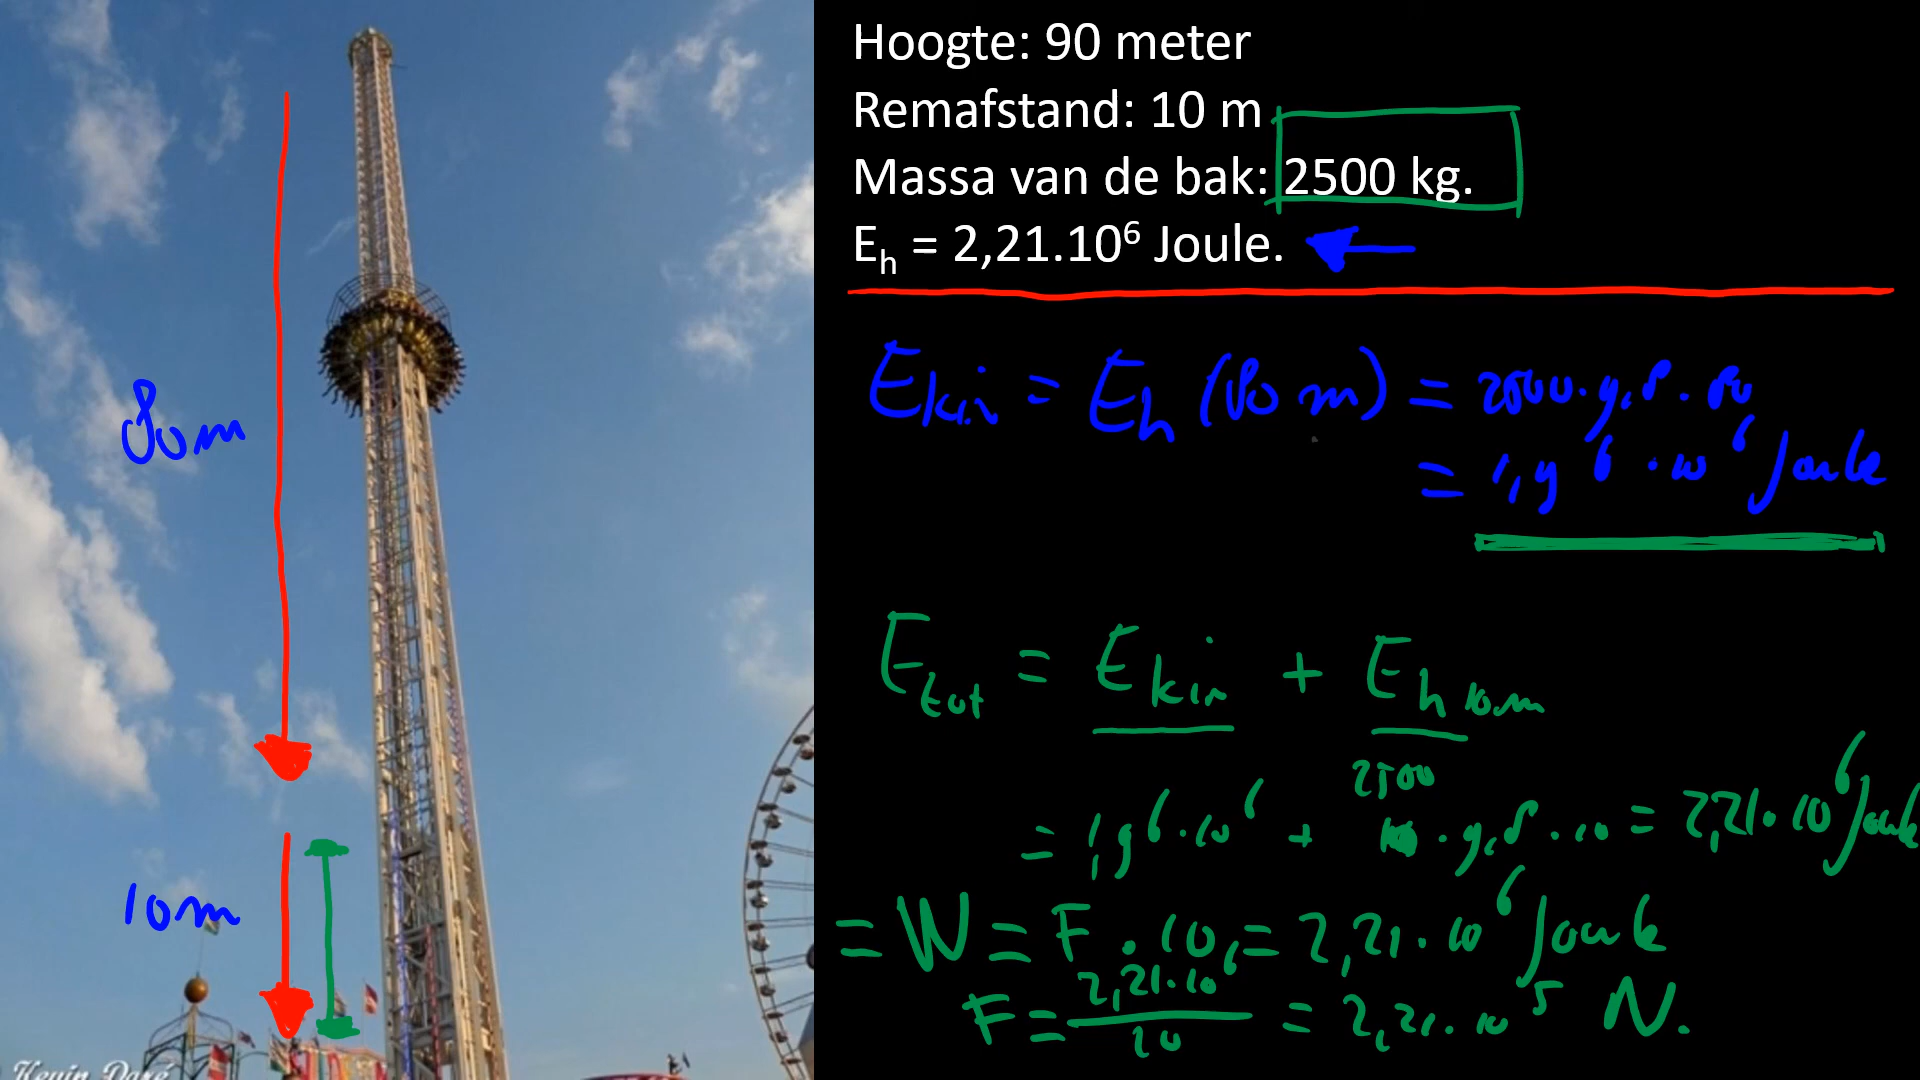 Hoogte: 90 meter
Remafstand: 10 m
Massa van de bak: 2500 kg.
Eh = 2,21.10⁶ Joule.
80m
10m
Ekin = Eh (80 m) = 2500 · 9,8 · 80
= 1,96 · 10⁶ Joule
Etot = Ekin + Eh 10m
2500
= 1,96 · 10⁶ + · 9,8 · 10 = 2,21 · 10⁶ Joule
= W = F · 10 = 2,21 · 10⁶ Joule
F = 2,21 · 10⁶ / 10 = 2,21 · 10⁵ N.
Kevin Daré